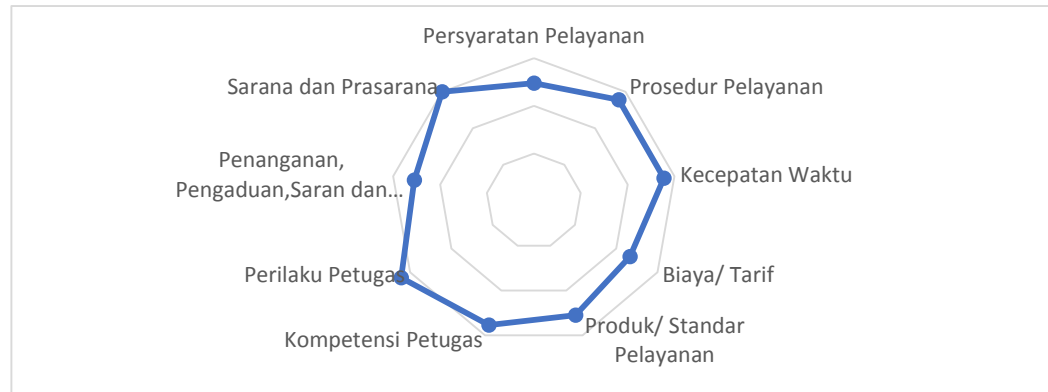 Persyaratan Pelayanan
Prosedur Pelayanan
Kecepatan Waktu
Biaya/ Tarif
Produk/ Standar
Pelayanan
Kompetensi Petugas
Perilaku Petugas
Penanganan,
Pengaduan,Saran dan…
Sarana dan Prasarana